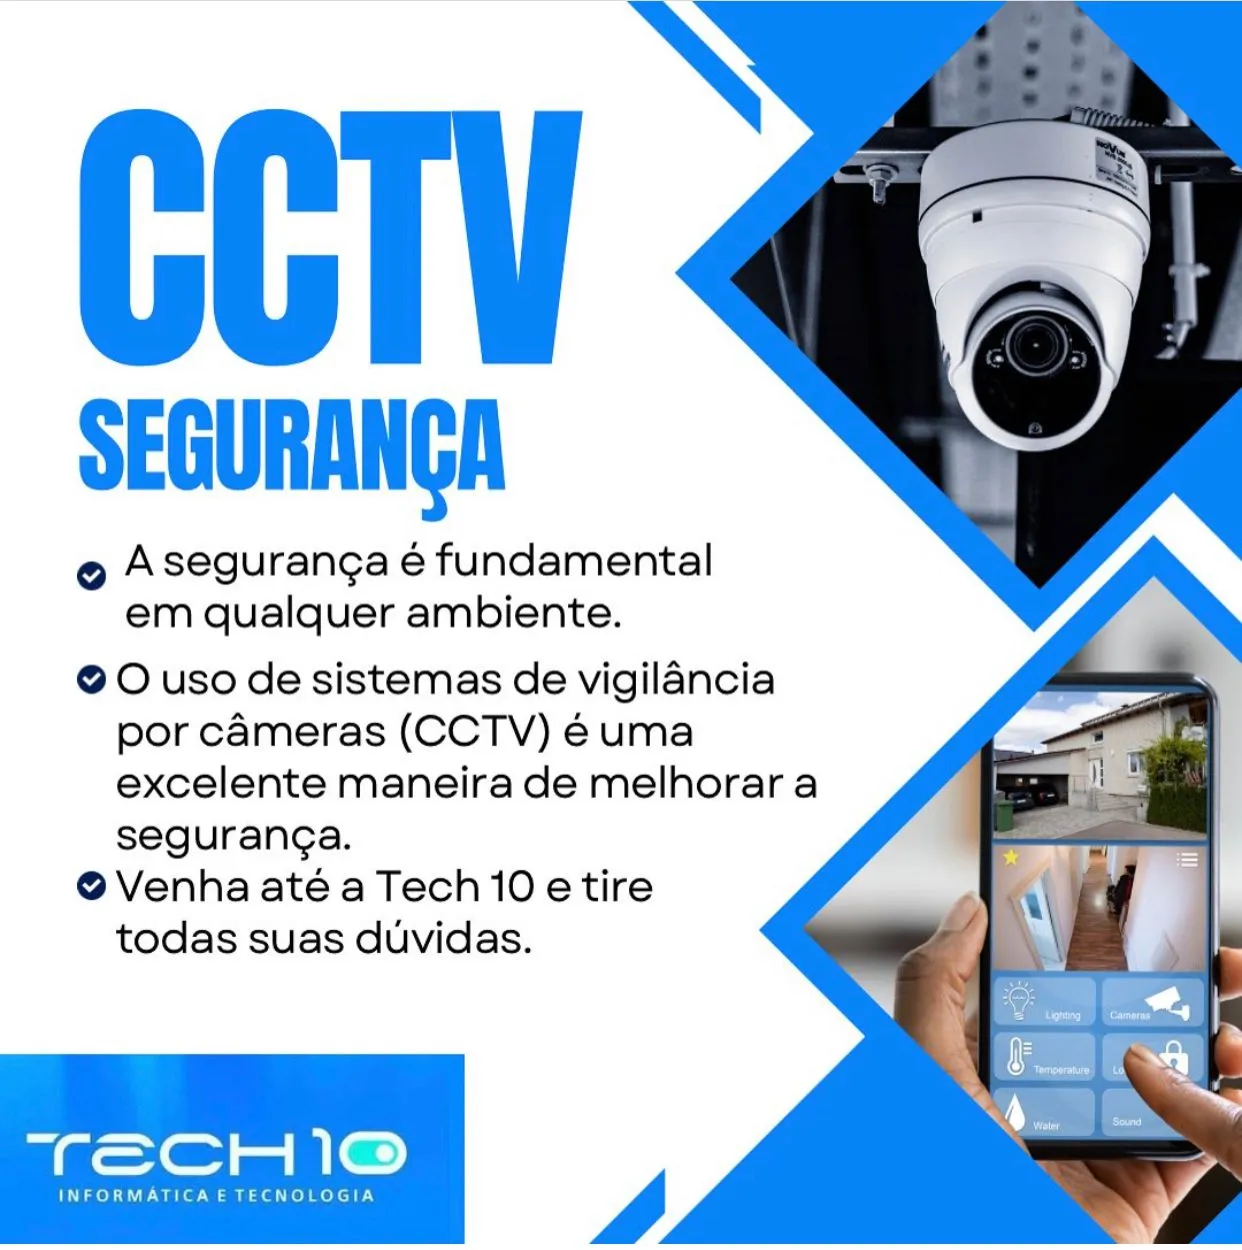 CCTV
SEGURANÇA
A segurança é fundamental
em qualquer ambiente.
O uso de sistemas de vigilância
por câmeras (CCTV) é uma
excelente maneira de melhorar a
segurança.
Venha até a Tech 10 e tire
todas suas dúvidas.
NOVUS
Lighting
Cameras
Temperature
Lo
Water
Sound
TECH 10
INFORMÁTICA E TECNOLOGIA